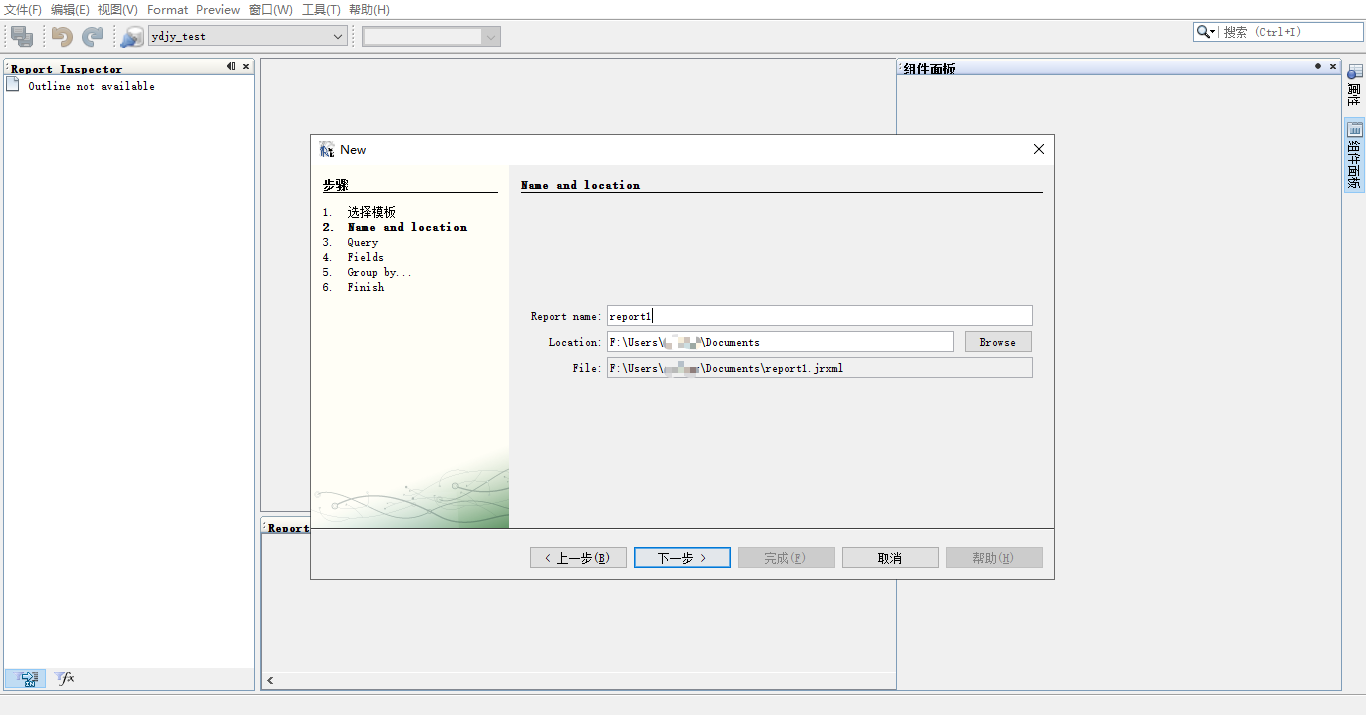 文件(F) 编辑(E) 视图(V) Format Preview 窗口(W) 工具(T) 帮助(H)
ydjy_test
搜索 (Ctrl+I)
Report Inspector
Outline not available
组件面板
属性
组件面板
New
步骤
1. 选择模板
2. Name and location
3. Query
4. Fields
5. Group by...
6. Finish
Name and location
Report name: report1
Location: F:\Users\ \Documents
Browse
File: F:\Users\ \Documents\report1.jrxml
< 上一步(B)
下一步 >
完成(F)
取消
帮助(H)
Report